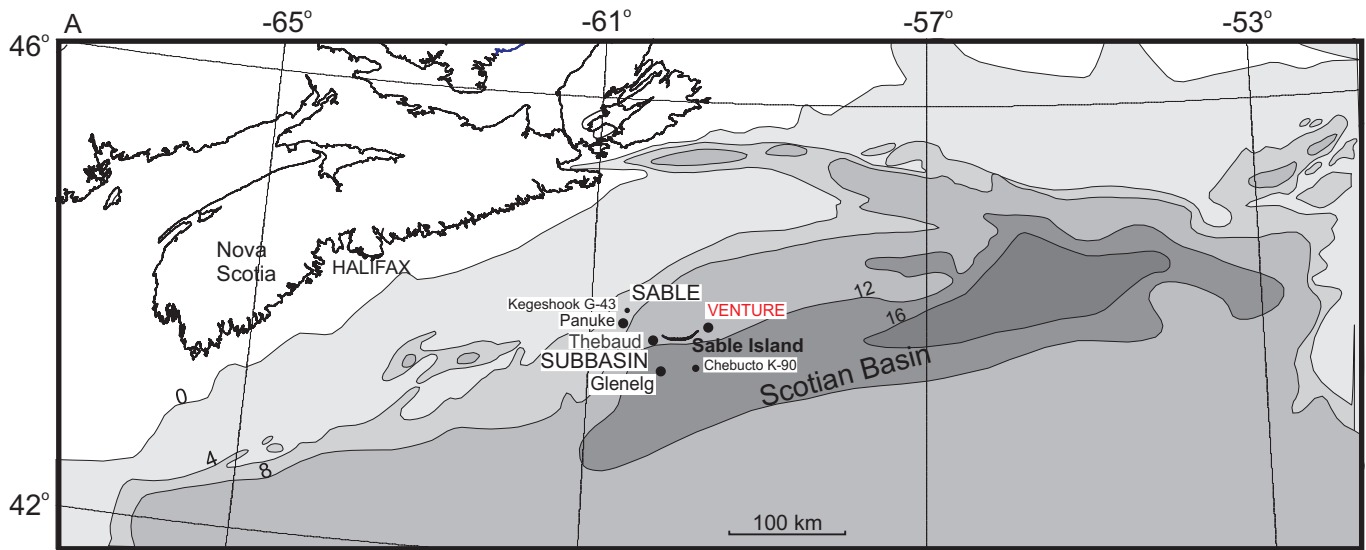 A
-65°
-61°
-57°
-53°
46°
Nova
Scotia
HALIFAX
SABLE
Kegeshook G-43
VENTURE
Panuke
12
16
Thebaud
Sable Island
SUBBASIN
Chebucto K-90
Glenelg
Scotian Basin
0
4
8
42°
100 km